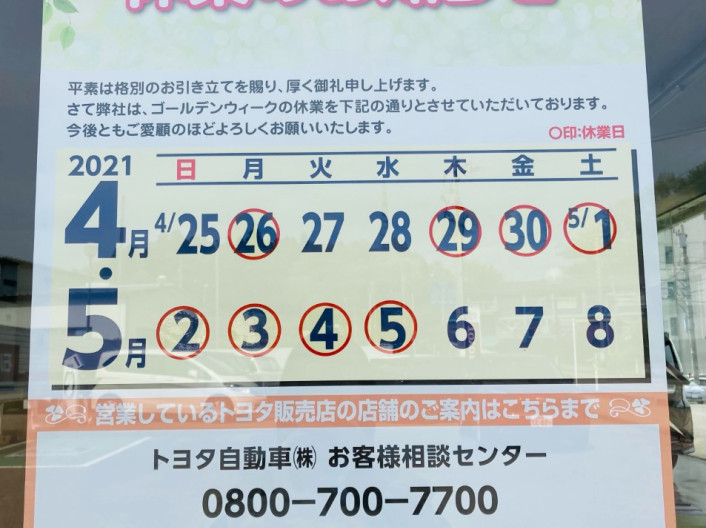 休業のお知らせ
平素は格別のお引き立てを賜り、厚く御礼申し上げます。
さて弊社は、ゴールデンウィークの休業を下記の通りとさせていただいております。
今後ともご愛顧のほどよろしくお願いいたします。
○印:休業日
2021 日 月 火 水 木 金 土
4月 4/25 26 27 28 29 30 5/1
・
5月 2 3 4 5 6 7 8
営業しているトヨタ販売店の店舗のご案内はこちらまで
トヨタ自動車㈱ お客様相談センター
0800-700-7700